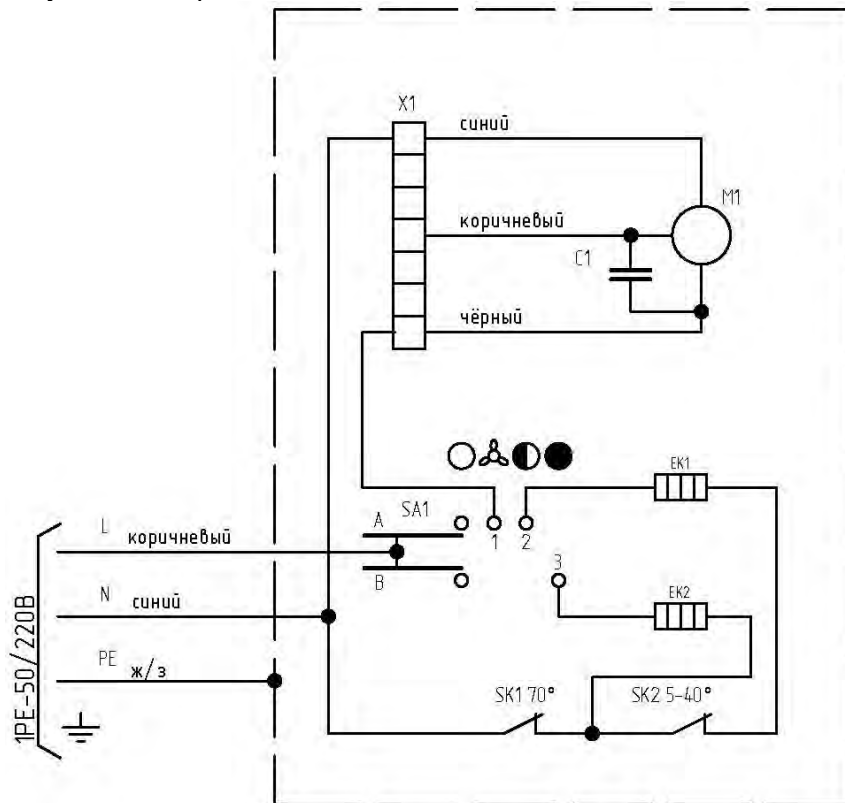 X1
синий
M1
коричневый
C1
чёрный
EK1
SA1
A
1
2
L
коричневый
B
3
N
синий
EK2
PE
ж/з
1PE-50/220В
SK1 70°
SK2 5-40°